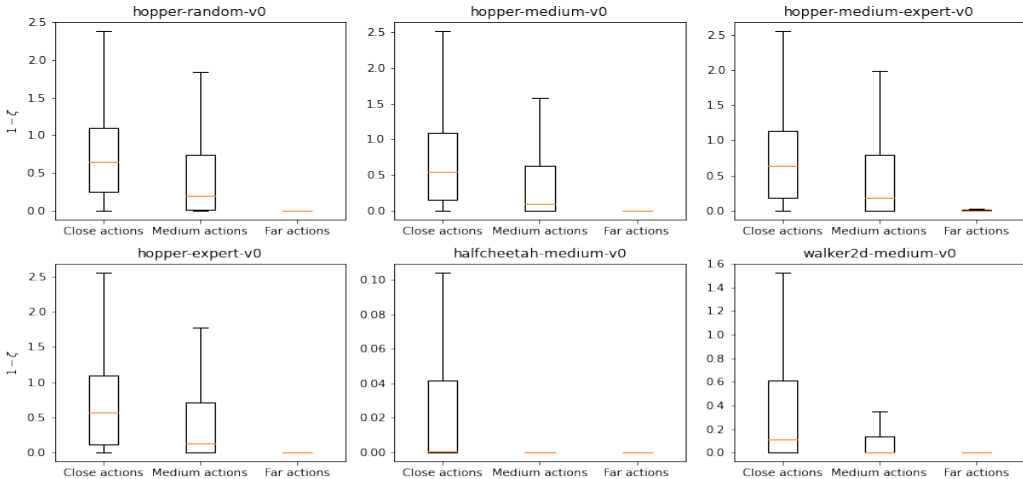 hopper-random-v0
hopper-medium-v0
hopper-medium-expert-v0
1 − ζ
2.5
2.0
1.5
1.0
0.5
0.0
2.5
2.0
1.5
1.0
0.5
0.0
2.5
2.0
1.5
1.0
0.5
0.0
Close actions Medium actions Far actions
Close actions Medium actions Far actions
Close actions Medium actions Far actions
hopper-expert-v0
halfcheetah-medium-v0
walker2d-medium-v0
1 − ζ
2.5
2.0
1.5
1.0
0.5
0.0
0.10
0.08
0.06
0.04
0.02
0.00
1.6
1.4
1.2
1.0
0.8
0.6
0.4
0.2
0.0
Close actions Medium actions Far actions
Close actions Medium actions Far actions
Close actions Medium actions Far actions